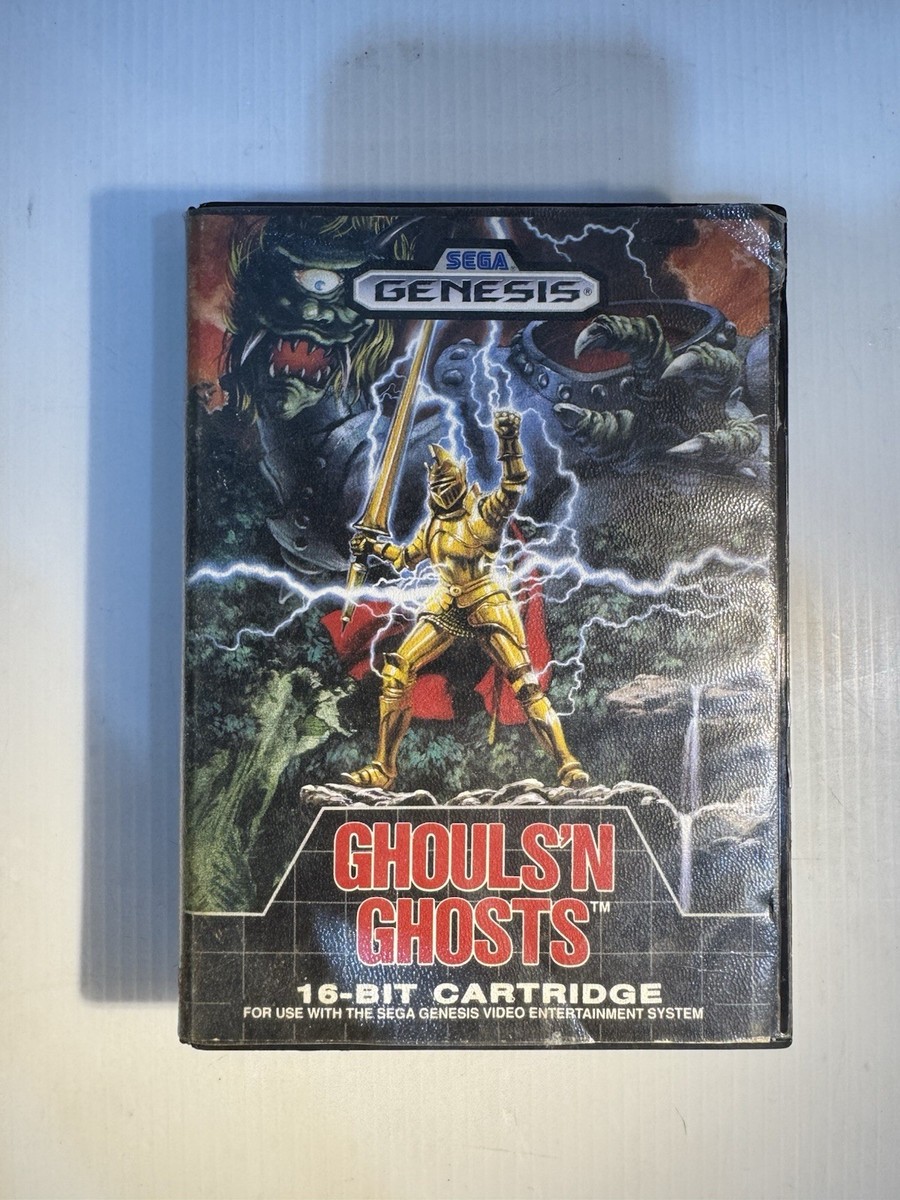 SEGA
GENESIS®
GHOULS'N
GHOSTS™
16-BIT CARTRIDGE
FOR USE WITH THE SEGA GENESIS VIDEO ENTERTAINMENT SYSTEM